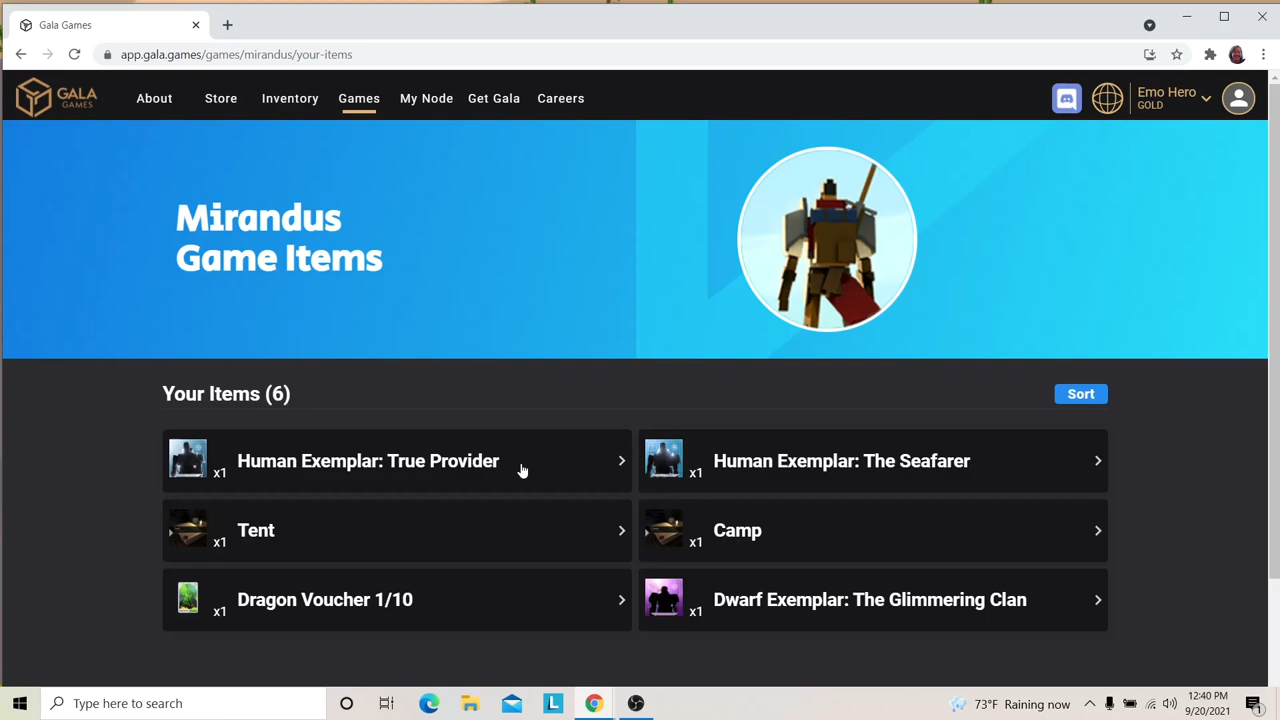 Gala Games
app.gala.games/games/mirandus/your-items
GALA
GAMES
About
Store
Inventory
Games
My Node
Get Gala
Careers
Emo Hero
GOLD
Mirandus
Game Items
Your Items (6)
Sort
x1
Human Exemplar: True Provider
x1
Human Exemplar: The Seafarer
x1
Tent
x1
Camp
x1
Dragon Voucher 1/10
x1
Dwarf Exemplar: The Glimmering Clan
Type here to search
L
73°F Raining now
12:40 PM
9/20/2021
1